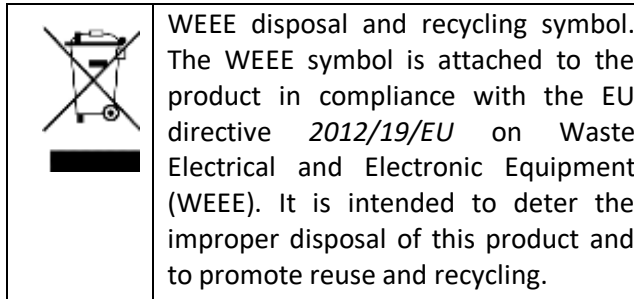 WEEE disposal and recycling symbol.
The WEEE symbol is attached to the
product in compliance with the EU
directive 2012/19/EU on Waste
Electrical and Electronic Equipment
(WEEE). It is intended to deter the
improper disposal of this product and
to promote reuse and recycling.